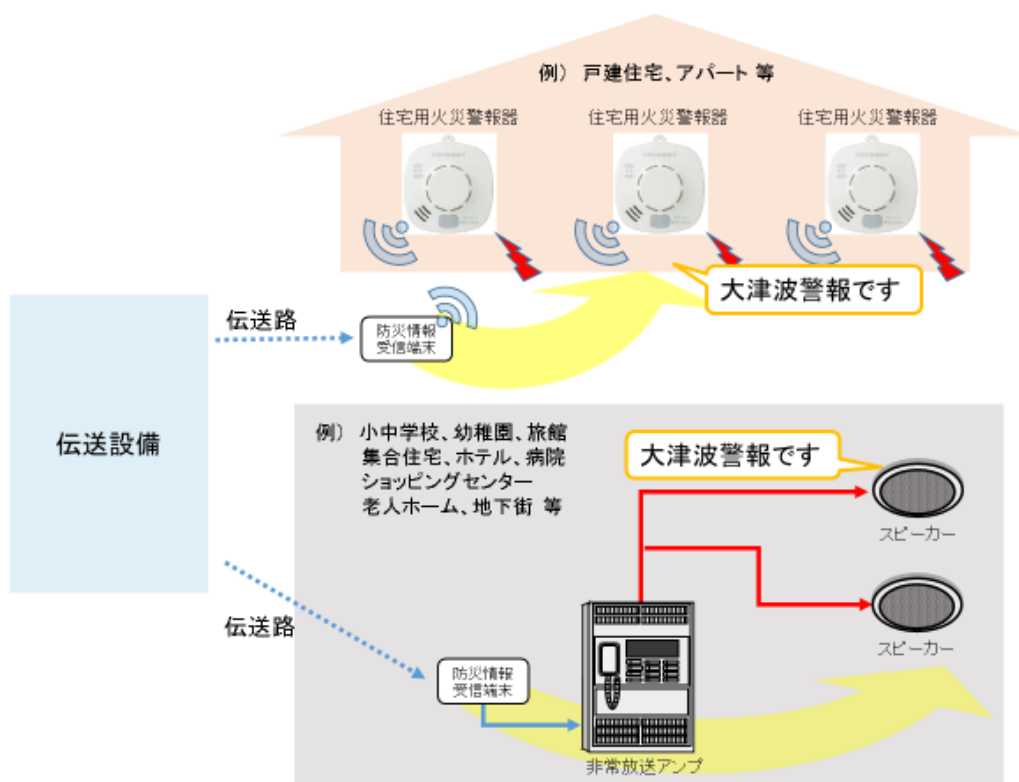 例） 戸建住宅、アパート 等
住宅用火災警報器
住宅用火災警報器
住宅用火災警報器
大津波警報です
伝送路
防災情報
受信端末
伝送設備
例） 小中学校、幼稚園、旅館
集合住宅、ホテル、病院
ショッピングセンター
老人ホーム、地下街 等
大津波警報です
スピーカー
スピーカー
伝送路
防災情報
受信端末
非常放送アンプ